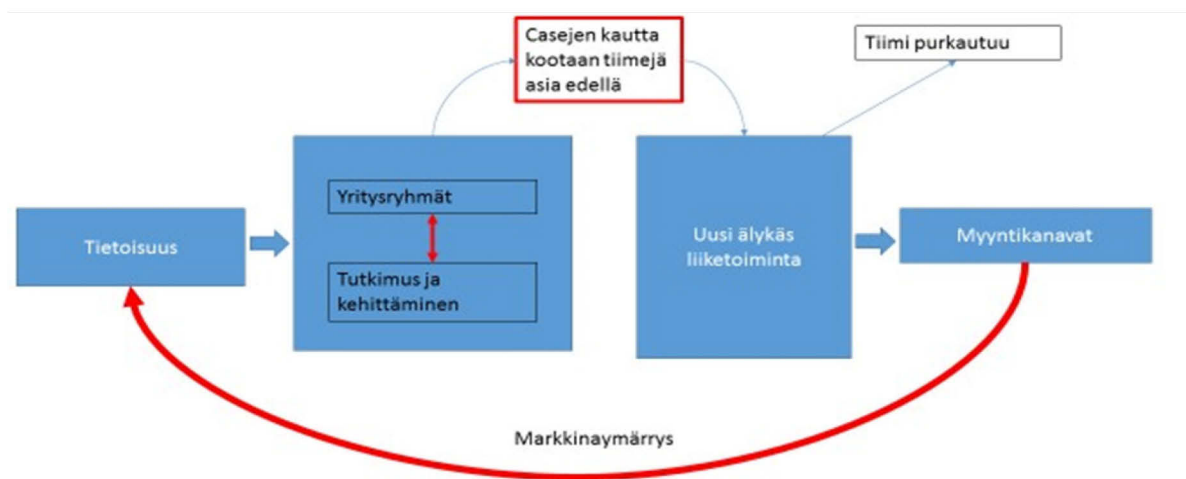 Casejen kautta
kootaan tiimejä
asia edellä
Tiimi purkautuu
Yritysryhmät
Tietoisuus
Tutkimus ja
kehittäminen
Uusi älykäs
liiketoiminta
Myyntikanavat
Markkinaymärrys